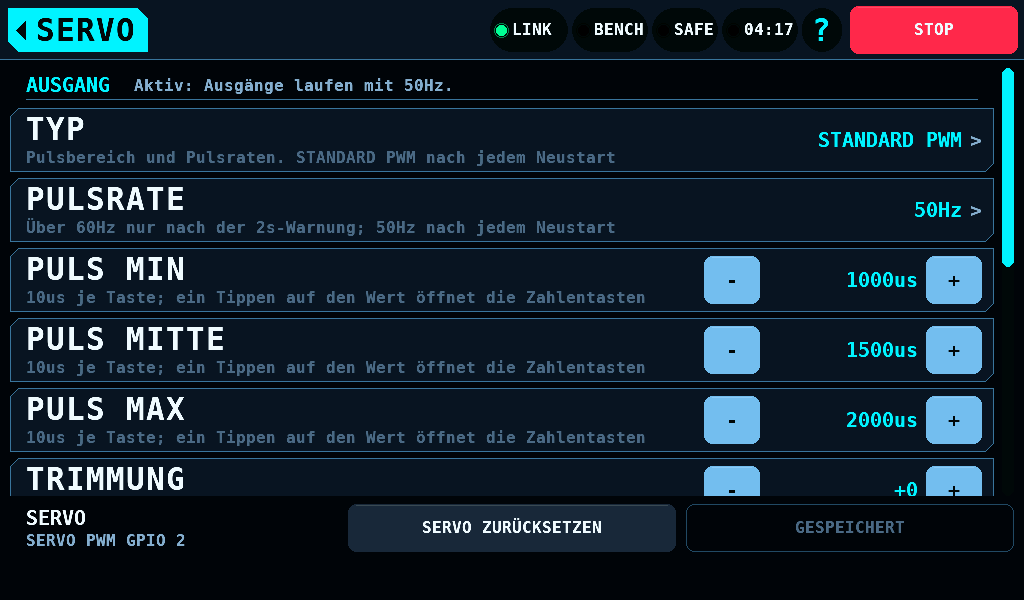 SERVO
LINK
BENCH
SAFE
04:17
?
STOP
AUSGANG
Aktiv: Ausgänge laufen mit 50Hz.
TYP
Pulsbereich und Pulsraten. STANDARD PWM nach jedem Neustart
STANDARD PWM >
PULSRATE
Über 60Hz nur nach der 2s-Warnung; 50Hz nach jedem Neustart
50Hz >
PULS MIN
10us je Taste; ein Tippen auf den Wert öffnet die Zahlentasten
- 1000us +
PULS MITTE
10us je Taste; ein Tippen auf den Wert öffnet die Zahlentasten
- 1500us +
PULS MAX
10us je Taste; ein Tippen auf den Wert öffnet die Zahlentasten
- 2000us +
TRIMMUNG
- +0 +
SERVO
SERVO PWM GPIO 2
SERVO ZURÜCKSETZEN
GESPEICHERT